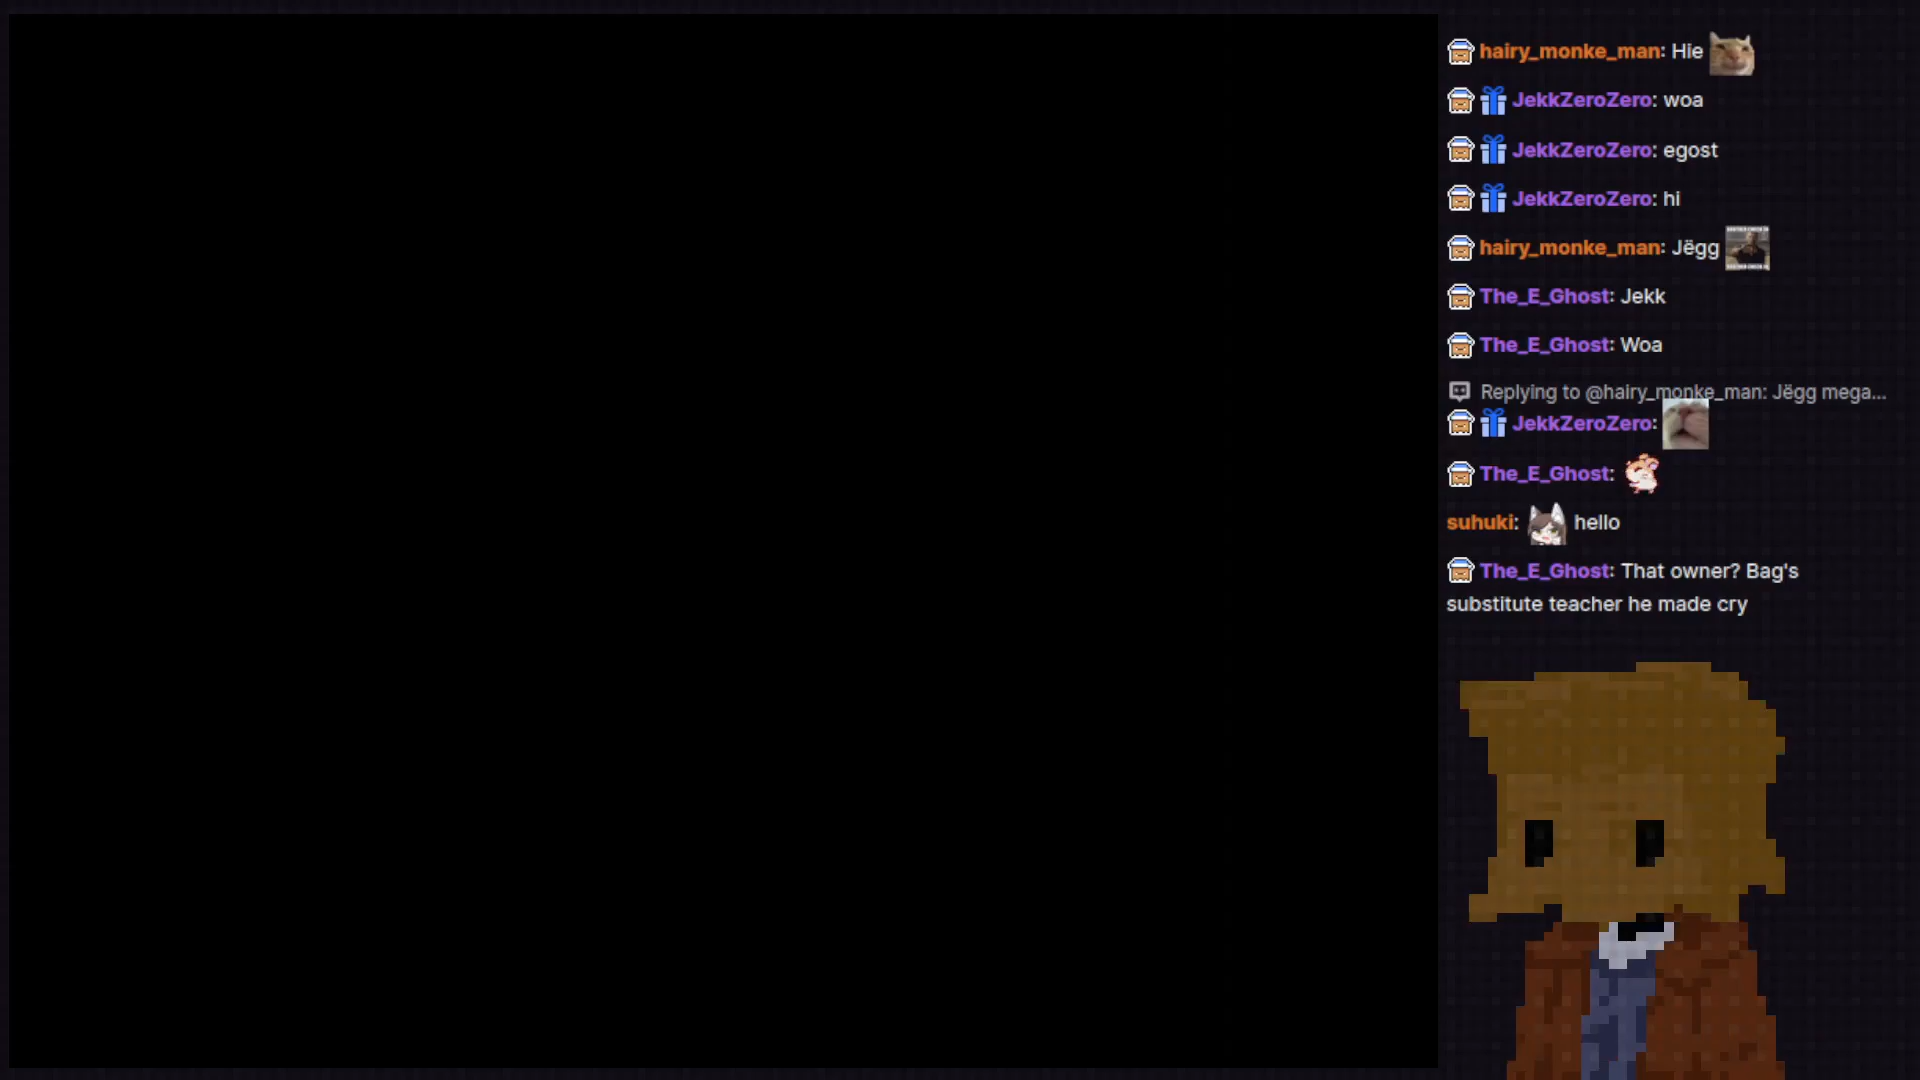 hairy_monke_man: Hie
JekkZeroZero: woa
JekkZeroZero: egost
JekkZeroZero: hi
hairy_monke_man: Jëgg
The_E_Ghost: Jekk
The_E_Ghost: Woa
Replying to @hairy_monke_man: Jëgg mega...
JekkZeroZero:
The_E_Ghost:
suhuki: hello
The_E_Ghost: That owner? Bag's
substitute teacher he made cry